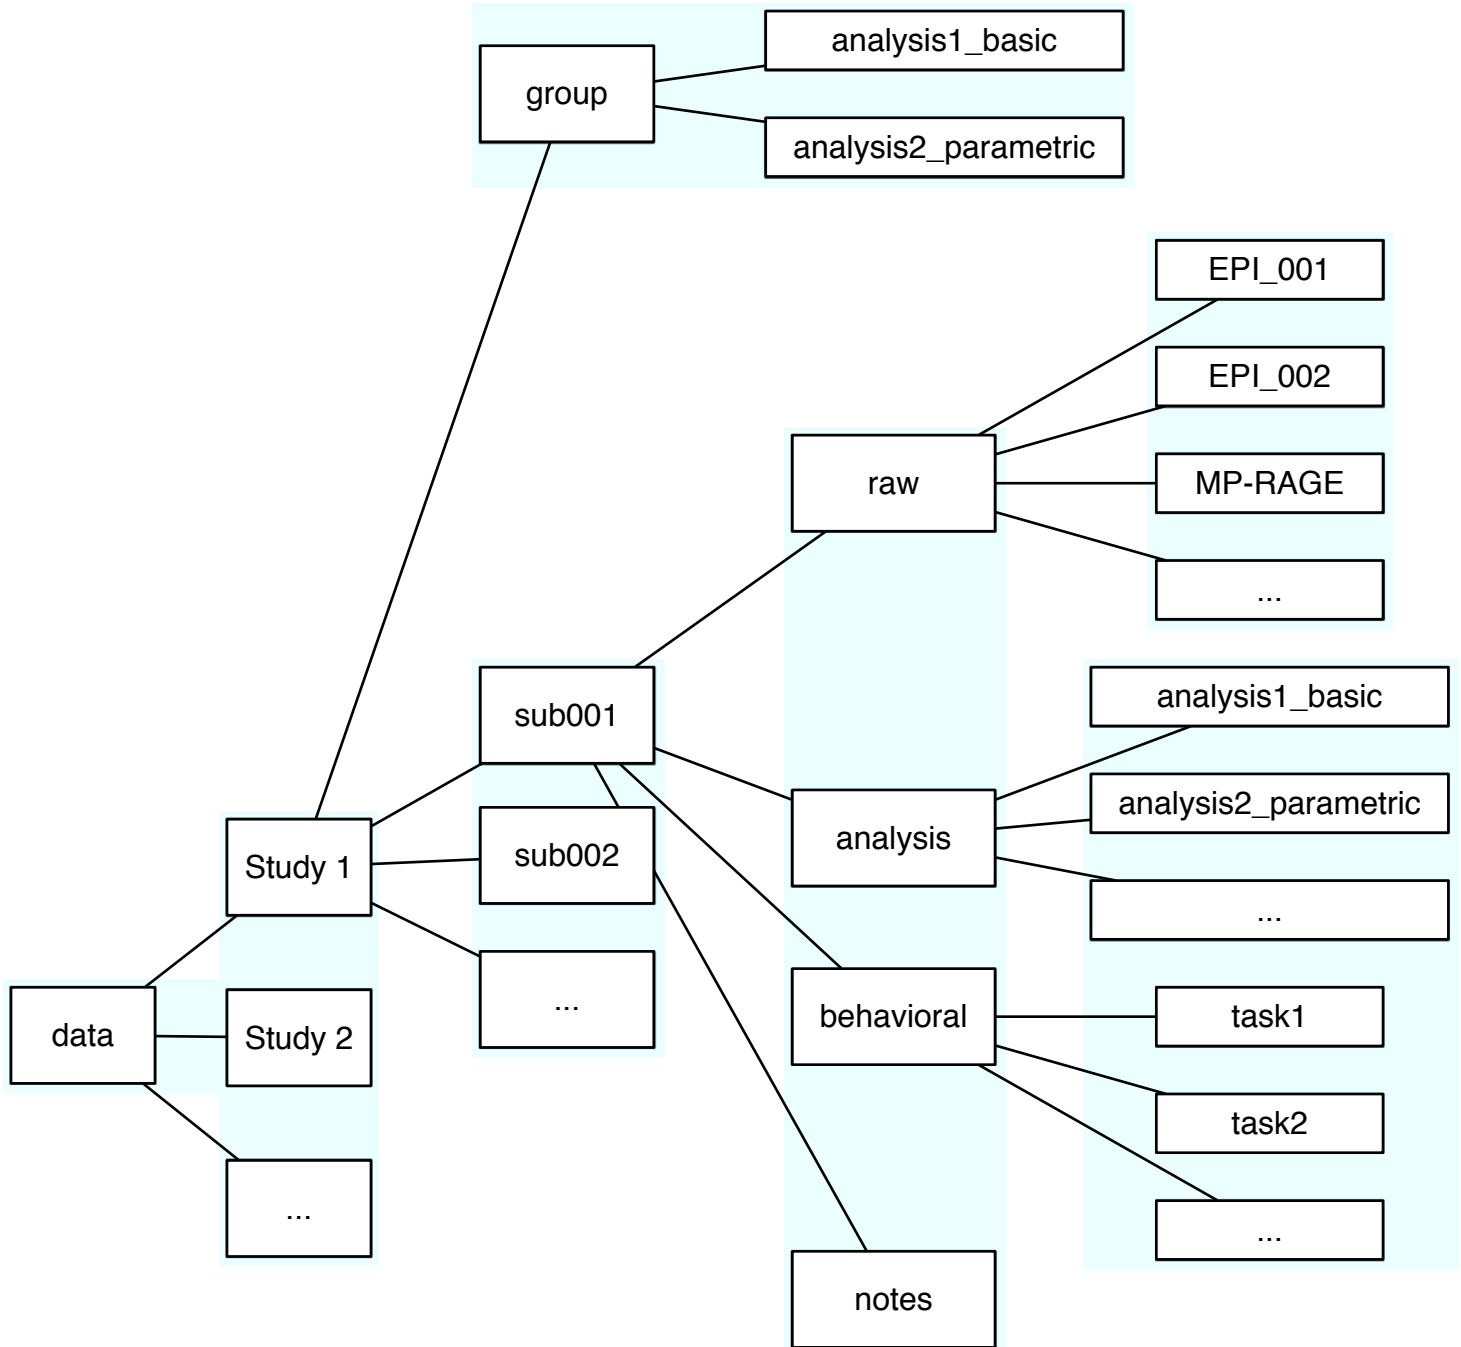 group
analysis1_basic
analysis2_parametric
EPI_001
EPI_002
raw
MP-RAGE
...
sub001
analysis1_basic
analysis2_parametric
analysis
...
Study 1
sub002
...
data
Study 2
...
behavioral
task1
task2
...
notes